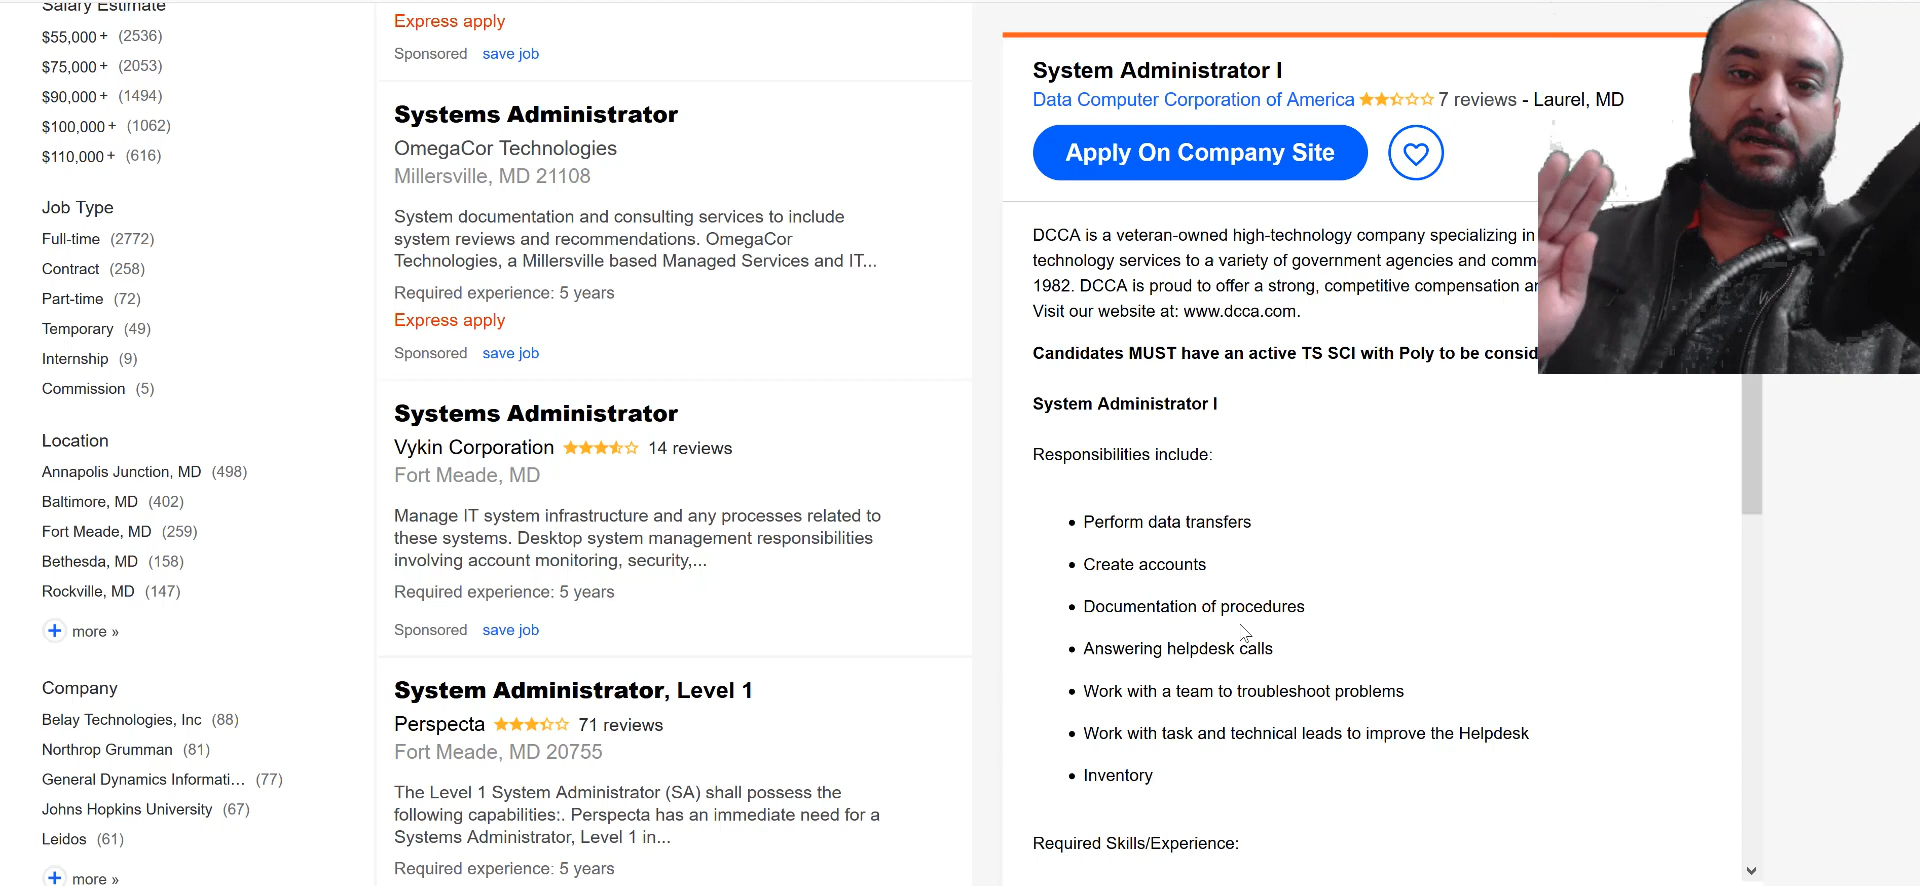 Salary Estimate
$55,000+ (2536)
$75,000+ (2053)
$90,000+ (1494)
$100,000+ (1062)
$110,000+ (616)
Job Type
Full-time (2772)
Contract (258)
Part-time (72)
Temporary (49)
Internship (9)
Commission (5)
Location
Annapolis Junction, MD (498)
Baltimore, MD (402)
Fort Meade, MD (259)
Bethesda, MD (158)
Rockville, MD (147)
more »
Company
Belay Technologies, Inc (88)
Northrop Grumman (81)
General Dynamics Informati... (77)
Johns Hopkins University (67)
Leidos (61)
more »
Express apply
Sponsored save job
Systems Administrator
OmegaCor Technologies
Millersville, MD 21108
System documentation and consulting services to include
system reviews and recommendations. OmegaCor
Technologies, a Millersville based Managed Services and IT...
Required experience: 5 years
Express apply
Sponsored save job
Systems Administrator
Vykin Corporation 14 reviews
Fort Meade, MD
Manage IT system infrastructure and any processes related to
these systems. Desktop system management responsibilities
involving account monitoring, security,...
Required experience: 5 years
Sponsored save job
System Administrator, Level 1
Perspecta 71 reviews
Fort Meade, MD 20755
The Level 1 System Administrator (SA) shall possess the
following capabilities:. Perspecta has an immediate need for a
Systems Administrator, Level 1 in...
Required experience: 5 years
System Administrator I
Data Computer Corporation of America 7 reviews - Laurel, MD
Apply On Company Site
DCCA is a veteran-owned high-technology company specializing in
technology services to a variety of government agencies and comm
1982. DCCA is proud to offer a strong, competitive compensation
Visit our website at: www.dcca.com.
Candidates MUST have an active TS SCI with Poly to be consid
System Administrator I
Responsibilities include:
• Perform data transfers
• Create accounts
• Documentation of procedures
• Answering helpdesk calls
• Work with a team to troubleshoot problems
• Work with task and technical leads to improve the Helpdesk
• Inventory
Required Skills/Experience: